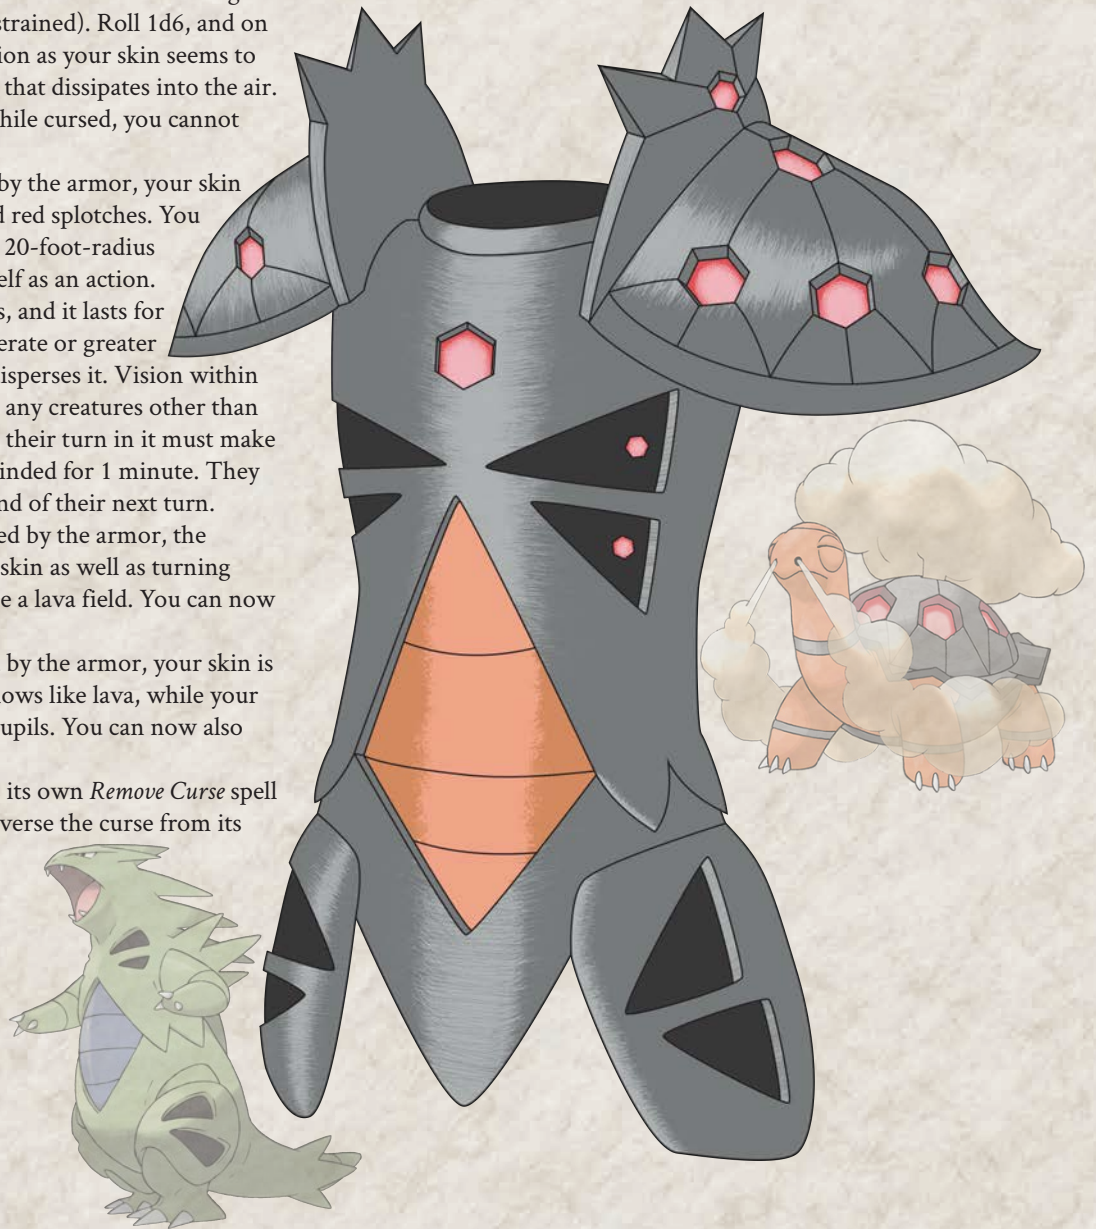 strained). Roll 1d6, and on
ion as your skin seems to
that dissipates into the air.
hile cursed, you cannot
by the armor, your skin
d red splotches. You
20-foot-radius
elf as an action.
s, and it lasts for
erate or greater
isperses it. Vision within
any creatures other than
their turn in it must make
inded for 1 minute. They
nd of their next turn.
ed by the armor, the
skin as well as turning
e a lava field. You can now
by the armor, your skin is
lows like lava, while your
upils. You can now also
its own Remove Curse spell
verse the curse from its